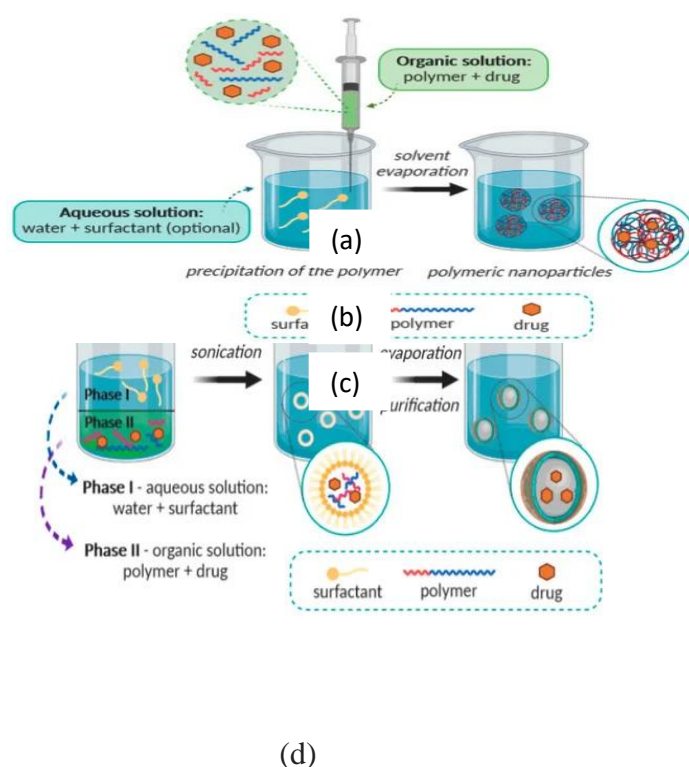 Organic solution:
polymer + drug
solvent
evaporation
Aqueous solution:
water + surfactant (optional)
(a)
precipitation of the polymer
polymeric nanoparticles
(b)
polymer
drug
sonication
evaporation
(c)
purification
Phase I
Phase II
Phase I - aqueous solution:
water + surfactant
Phase II - organic solution:
polymer + drug
surfactant
polymer
drug
(d)